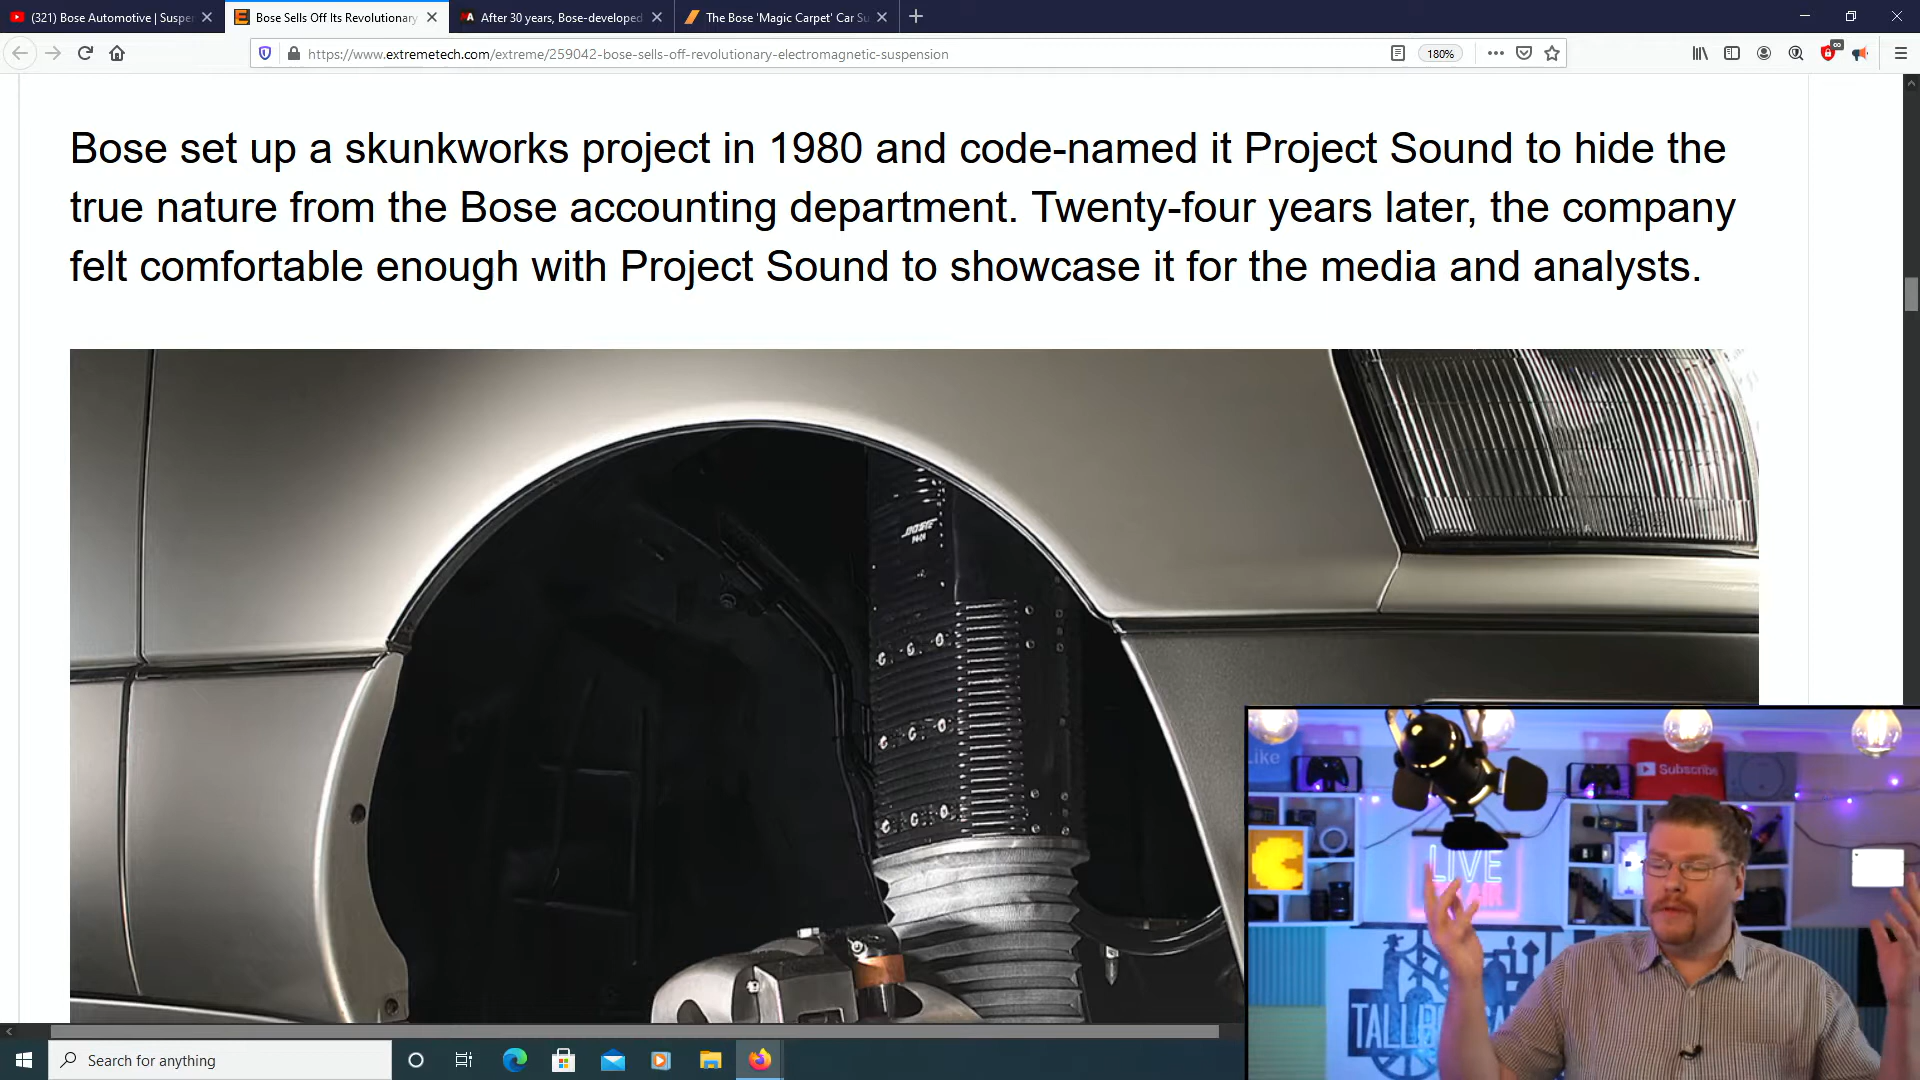 (321) Bose Automotive | Suspen
Bose Sells Off Its Revolutionary
After 30 years, Bose-developed
The Bose 'Magic Carpet' Car Su
https://www.extremetech.com/extreme/259042-bose-sells-off-revolutionary-electromagnetic-suspension
180%
Bose set up a skunkworks project in 1980 and code-named it Project Sound to hide the
true nature from the Bose accounting department. Twenty-four years later, the company
felt comfortable enough with Project Sound to showcase it for the media and analysts.
BOSE
Like
Subscribe
LIVE
AIR
Search for anything